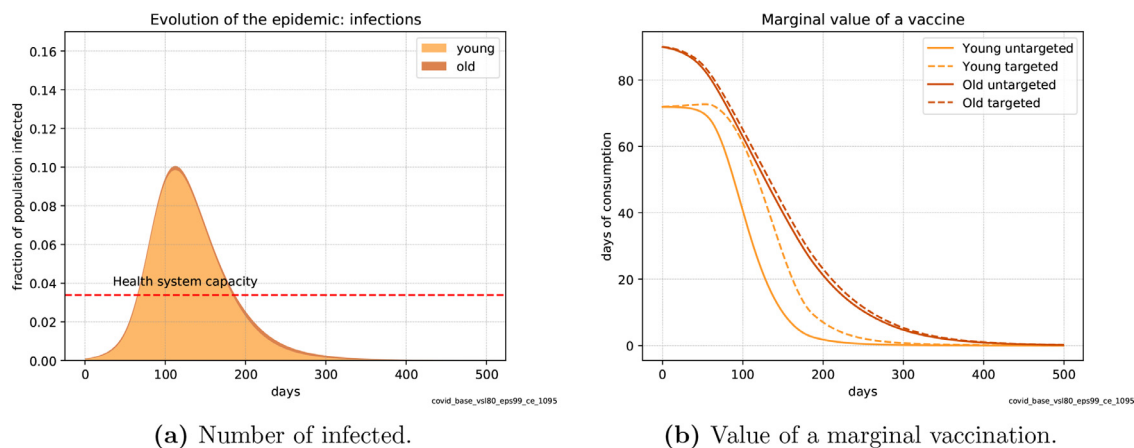 Evolution of the epidemic: infections
fraction of population infected
0.16
0.14
0.12
0.10
0.08
0.06
0.04
0.02
0.00
young
old
Health system capacity
0 100 200 300 400 500
days
covid_base_vsl80_eps99_ce_1095
(a) Number of infected.
Marginal value of a vaccine
days of consumption
80
60
40
20
0
Young untargeted
Young targeted
Old untargeted
Old targeted
0 100 200 300 400 500
days
covid_base_vsl80_eps99_ce_1095
(b) Value of a marginal vaccination.